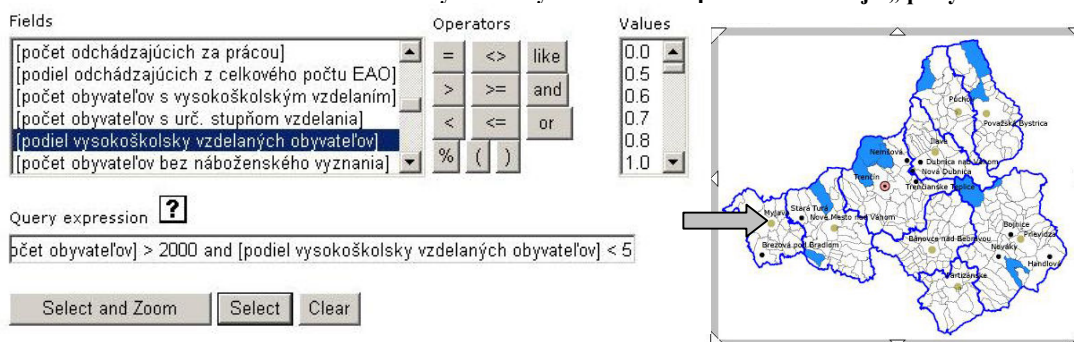 Fields
[počet odchádzajúcich za prácou]
[podiel odchádzajúcich z celkového počtu EAO]
[počet obyvateľov s vysokoškolským vzdelaním]
[počet obyvateľov s urč. stupňom vzdelania]
[podiel vysokoškolsky vzdelaných obyvateľov]
[počet obyvateľov bez náboženského vyznania]
Operators
= <> like
> >= and
< <= or
% ( )
Values
0.0
0.5
0.6
0.7
0.8
1.0
Query expression ?
očet obyvateľov] > 2000 and [podiel vysokoškolsky vzdelaných obyvateľov] < 5
Select and Zoom Select Clear
Púchov
Považská Bystrica
Ilava
Dubnica nad Váhom
Nová Dubnica
Nemšová
Trenčín
Trenčianske Teplice
Myjava
Stará Turá
Nové Mesto nad Váhom
Brezová pod Bradlom
Bánovce nad Bebravou
Bojnice
Prievidza
Nováky
Handlová
Partizánske